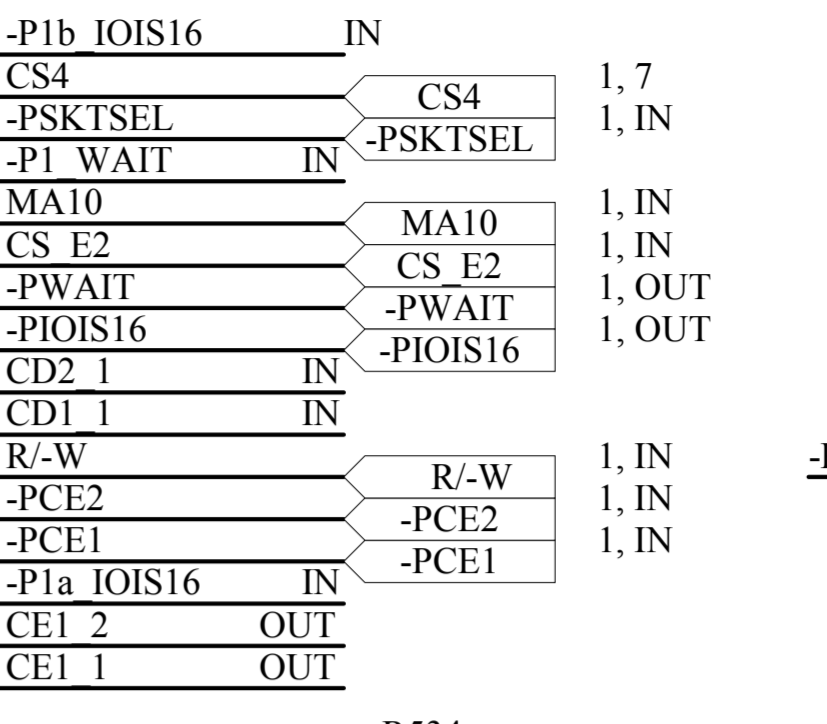 -P1b_IOIS16 IN
CS4 CS4 1, 7
-PSKTSEL -PSKTSEL 1, IN
-P1_WAIT IN
MA10 MA10 1, IN
CS_E2 CS_E2 1, IN
-PWAIT -PWAIT 1, OUT
-PIOIS16 -PIOIS16 1, OUT
CD2_1 IN
CD1_1 IN
R/-W R/-W 1, IN
-PCE2 -PCE2 1, IN
-PCE1 -PCE1 1, IN
-P1a_IOIS16 IN
CE1_2 OUT
CE1_1 OUT